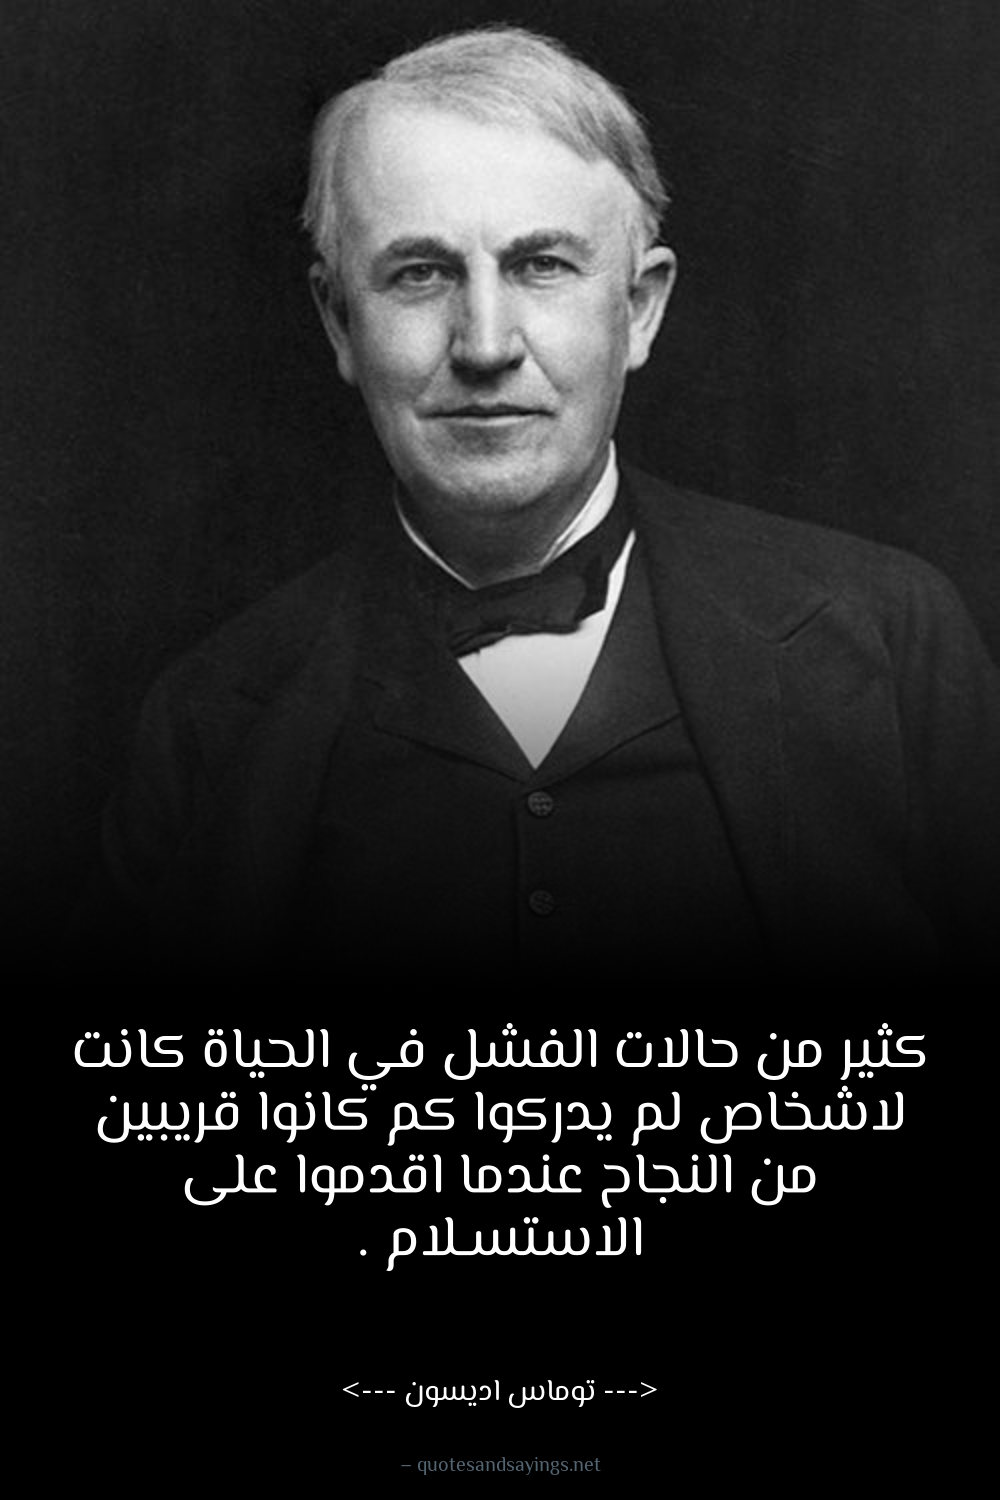 كثير من حالات الفشل في الحياة كانت
لاشخاص لم يدركوا كم كانوا قريبين
من النجاح عندما اقدموا على
الاستسلام .
<--- توماس اديسون --->
– quotesandsayings.net